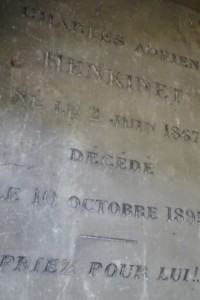 CHARLES ADRIEN
HENKINET
NÉ LE 2 JUIN 1867
DÉCÉDÉ
LE 10 OCTOBRE 189
PRIEZ POUR LUI!